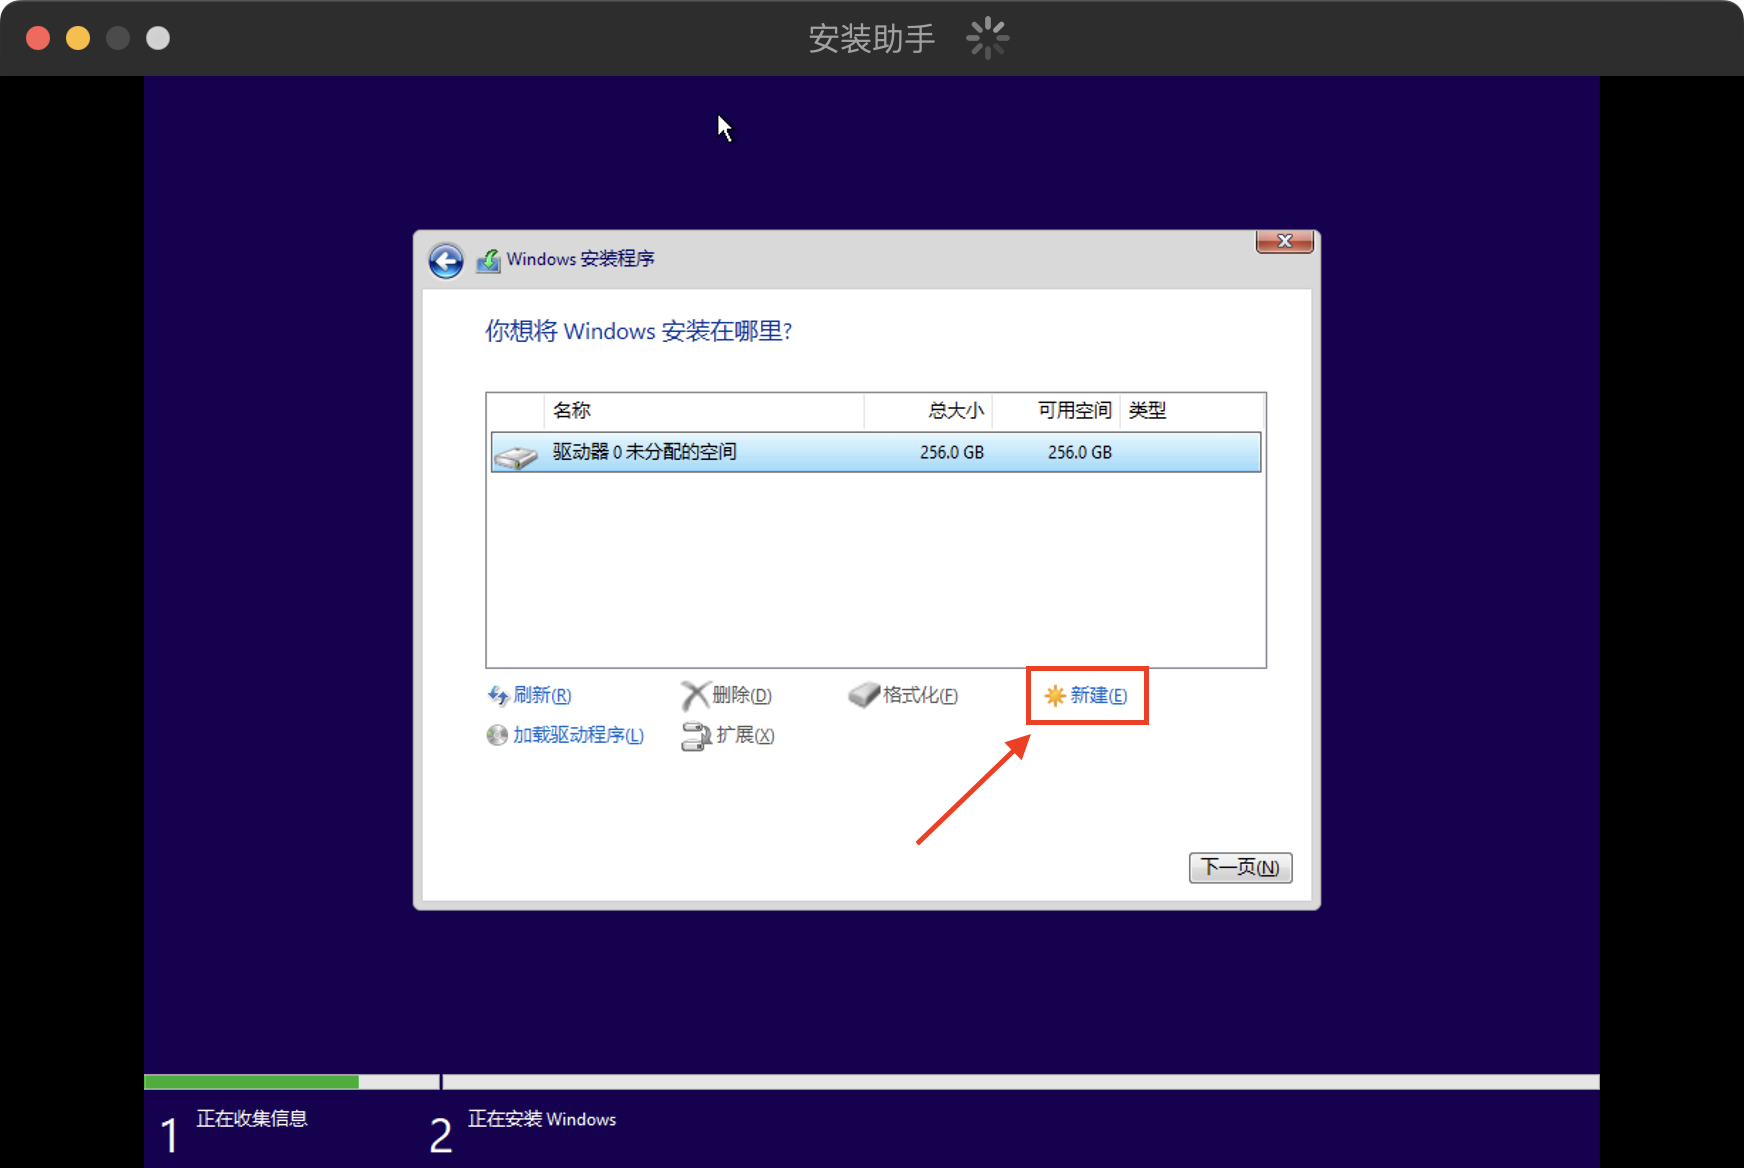 安装助手
Windows 安装程序
你想将 Windows 安装在哪里?
名称 总大小 可用空间 类型
驱动器 0 未分配的空间 256.0 GB 256.0 GB
刷新(R) 删除(D) 格式化(F) 新建(E)
加载驱动程序(L) 扩展(X)
下一页(N)
1 正在收集信息 2 正在安装 Windows